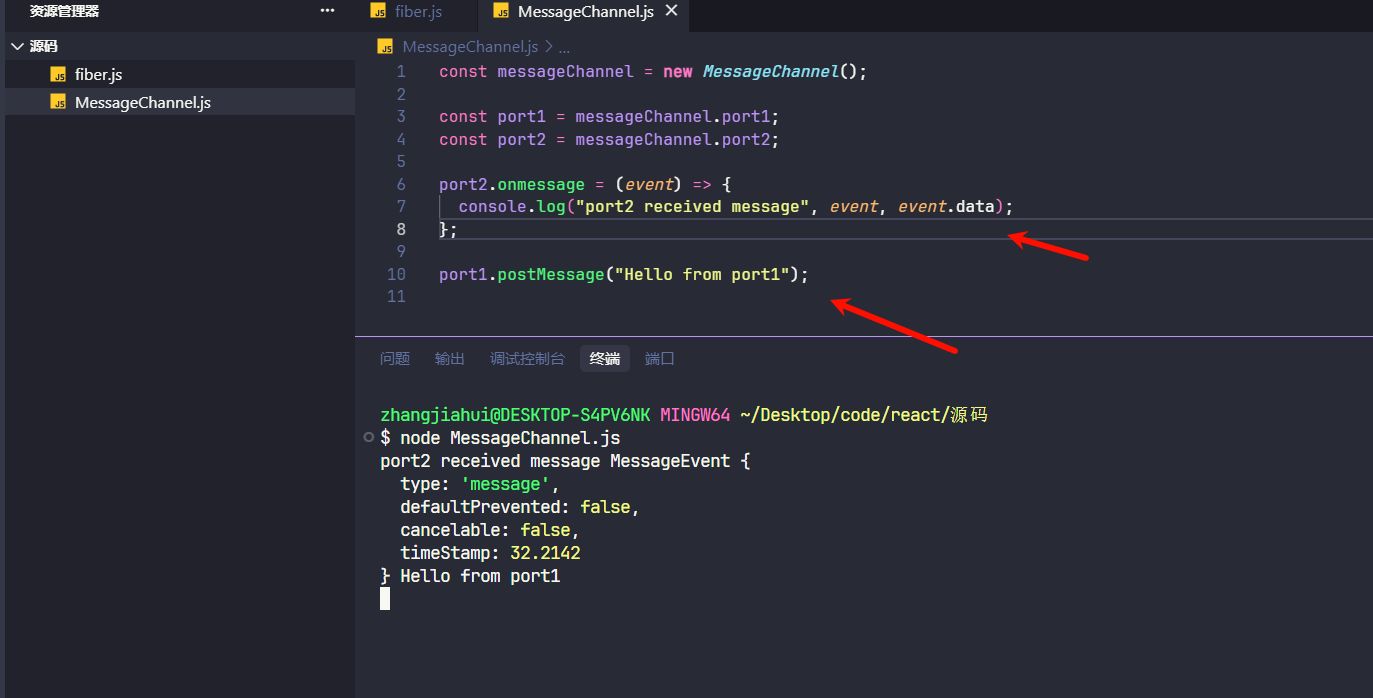 资源管理器
···
fiber.js
MessageChannel.js
源码
fiber.js
MessageChannel.js
MessageChannel.js > ...
1 const messageChannel = new MessageChannel();
2
3 const port1 = messageChannel.port1;
4 const port2 = messageChannel.port2;
5
6 port2.onmessage = (event) => {
7 console.log("port2 received message", event, event.data);
8 };
9
10 port1.postMessage("Hello from port1");
11
问题 输出 调试控制台 终端 端口
zhangjiahui@DESKTOP-S4PV6NK MINGW64 ~/Desktop/code/react/源码
$ node MessageChannel.js
port2 received message MessageEvent {
type: 'message',
defaultPrevented: false,
cancelable: false,
timeStamp: 32.2142
} Hello from port1